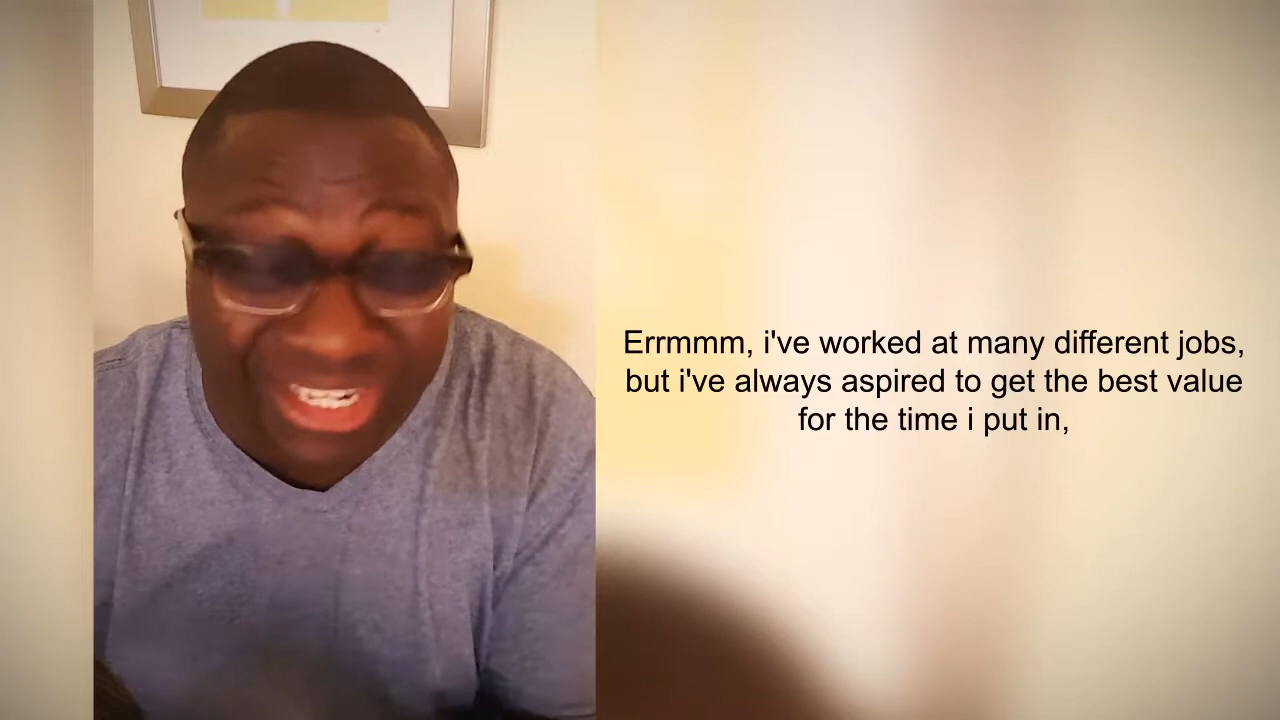 Errmmm, i've worked at many different jobs,
but i've always aspired to get the best value
for the time i put in,